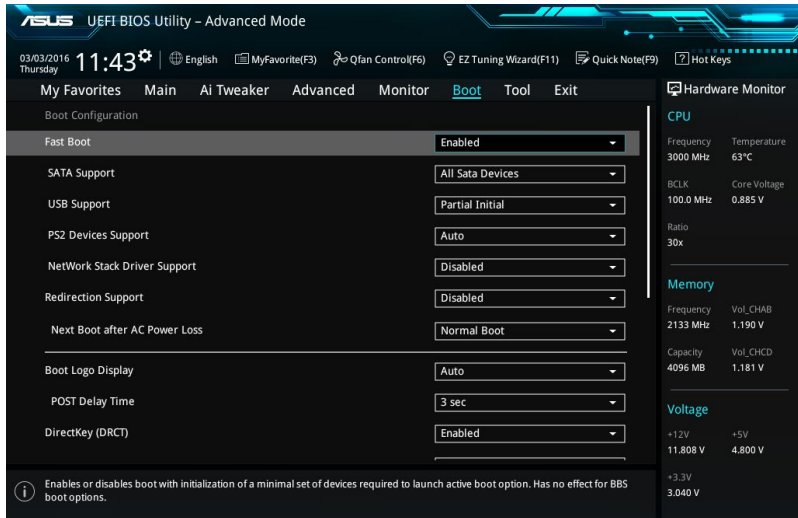 ASUS UEFI BIOS Utility – Advanced Mode
03/03/2016
Thursday
11:43
English
MyFavorite(F3)
Qfan Control(F6)
EZ Tuning Wizard(F11)
Quick Note(F9)
? Hot Keys
My Favorites Main Ai Tweaker Advanced Monitor Boot Tool Exit
Boot Configuration
Fast Boot Enabled
SATA Support All Sata Devices
USB Support Partial Initial
PS2 Devices Support Auto
NetWork Stack Driver Support Disabled
Redirection Support Disabled
Next Boot after AC Power Loss Normal Boot
Boot Logo Display Auto
POST Delay Time 3 sec
DirectKey (DRCT) Enabled
Enables or disables boot with initialization of a minimal set of devices required to launch active boot option. Has no effect for BBS
boot options.
Hardware Monitor
CPU
Frequency Temperature
3000 MHz 63°C
BCLK Core Voltage
100.0 MHz 0.885 V
Ratio
30x
Memory
Frequency Vol_CHAB
2133 MHz 1.190 V
Capacity Vol_CHCD
4096 MB 1.181 V
Voltage
+12V +5V
11.808 V 4.800 V
+3.3V
3.040 V